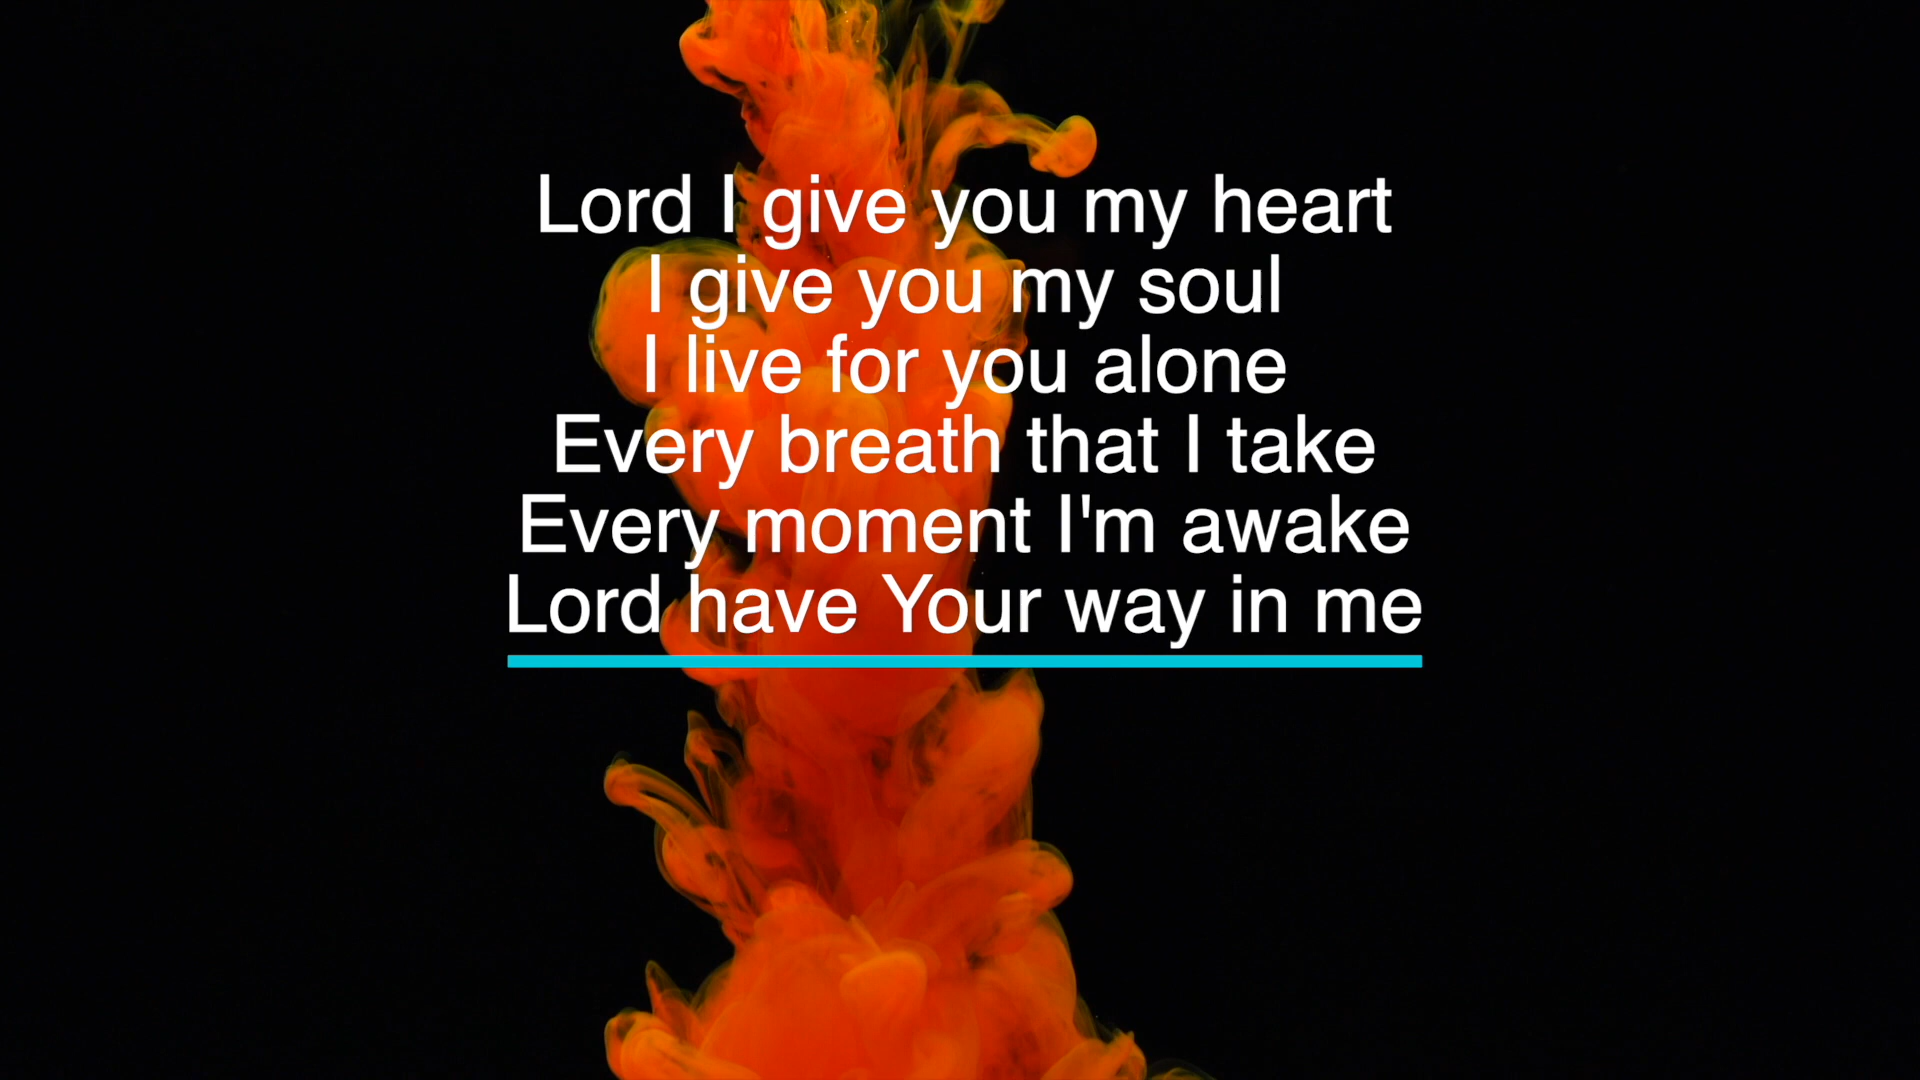 Lord I give you my heart
I give you my soul
I live for you alone
Every breath that I take
Every moment I'm awake
Lord have Your way in me